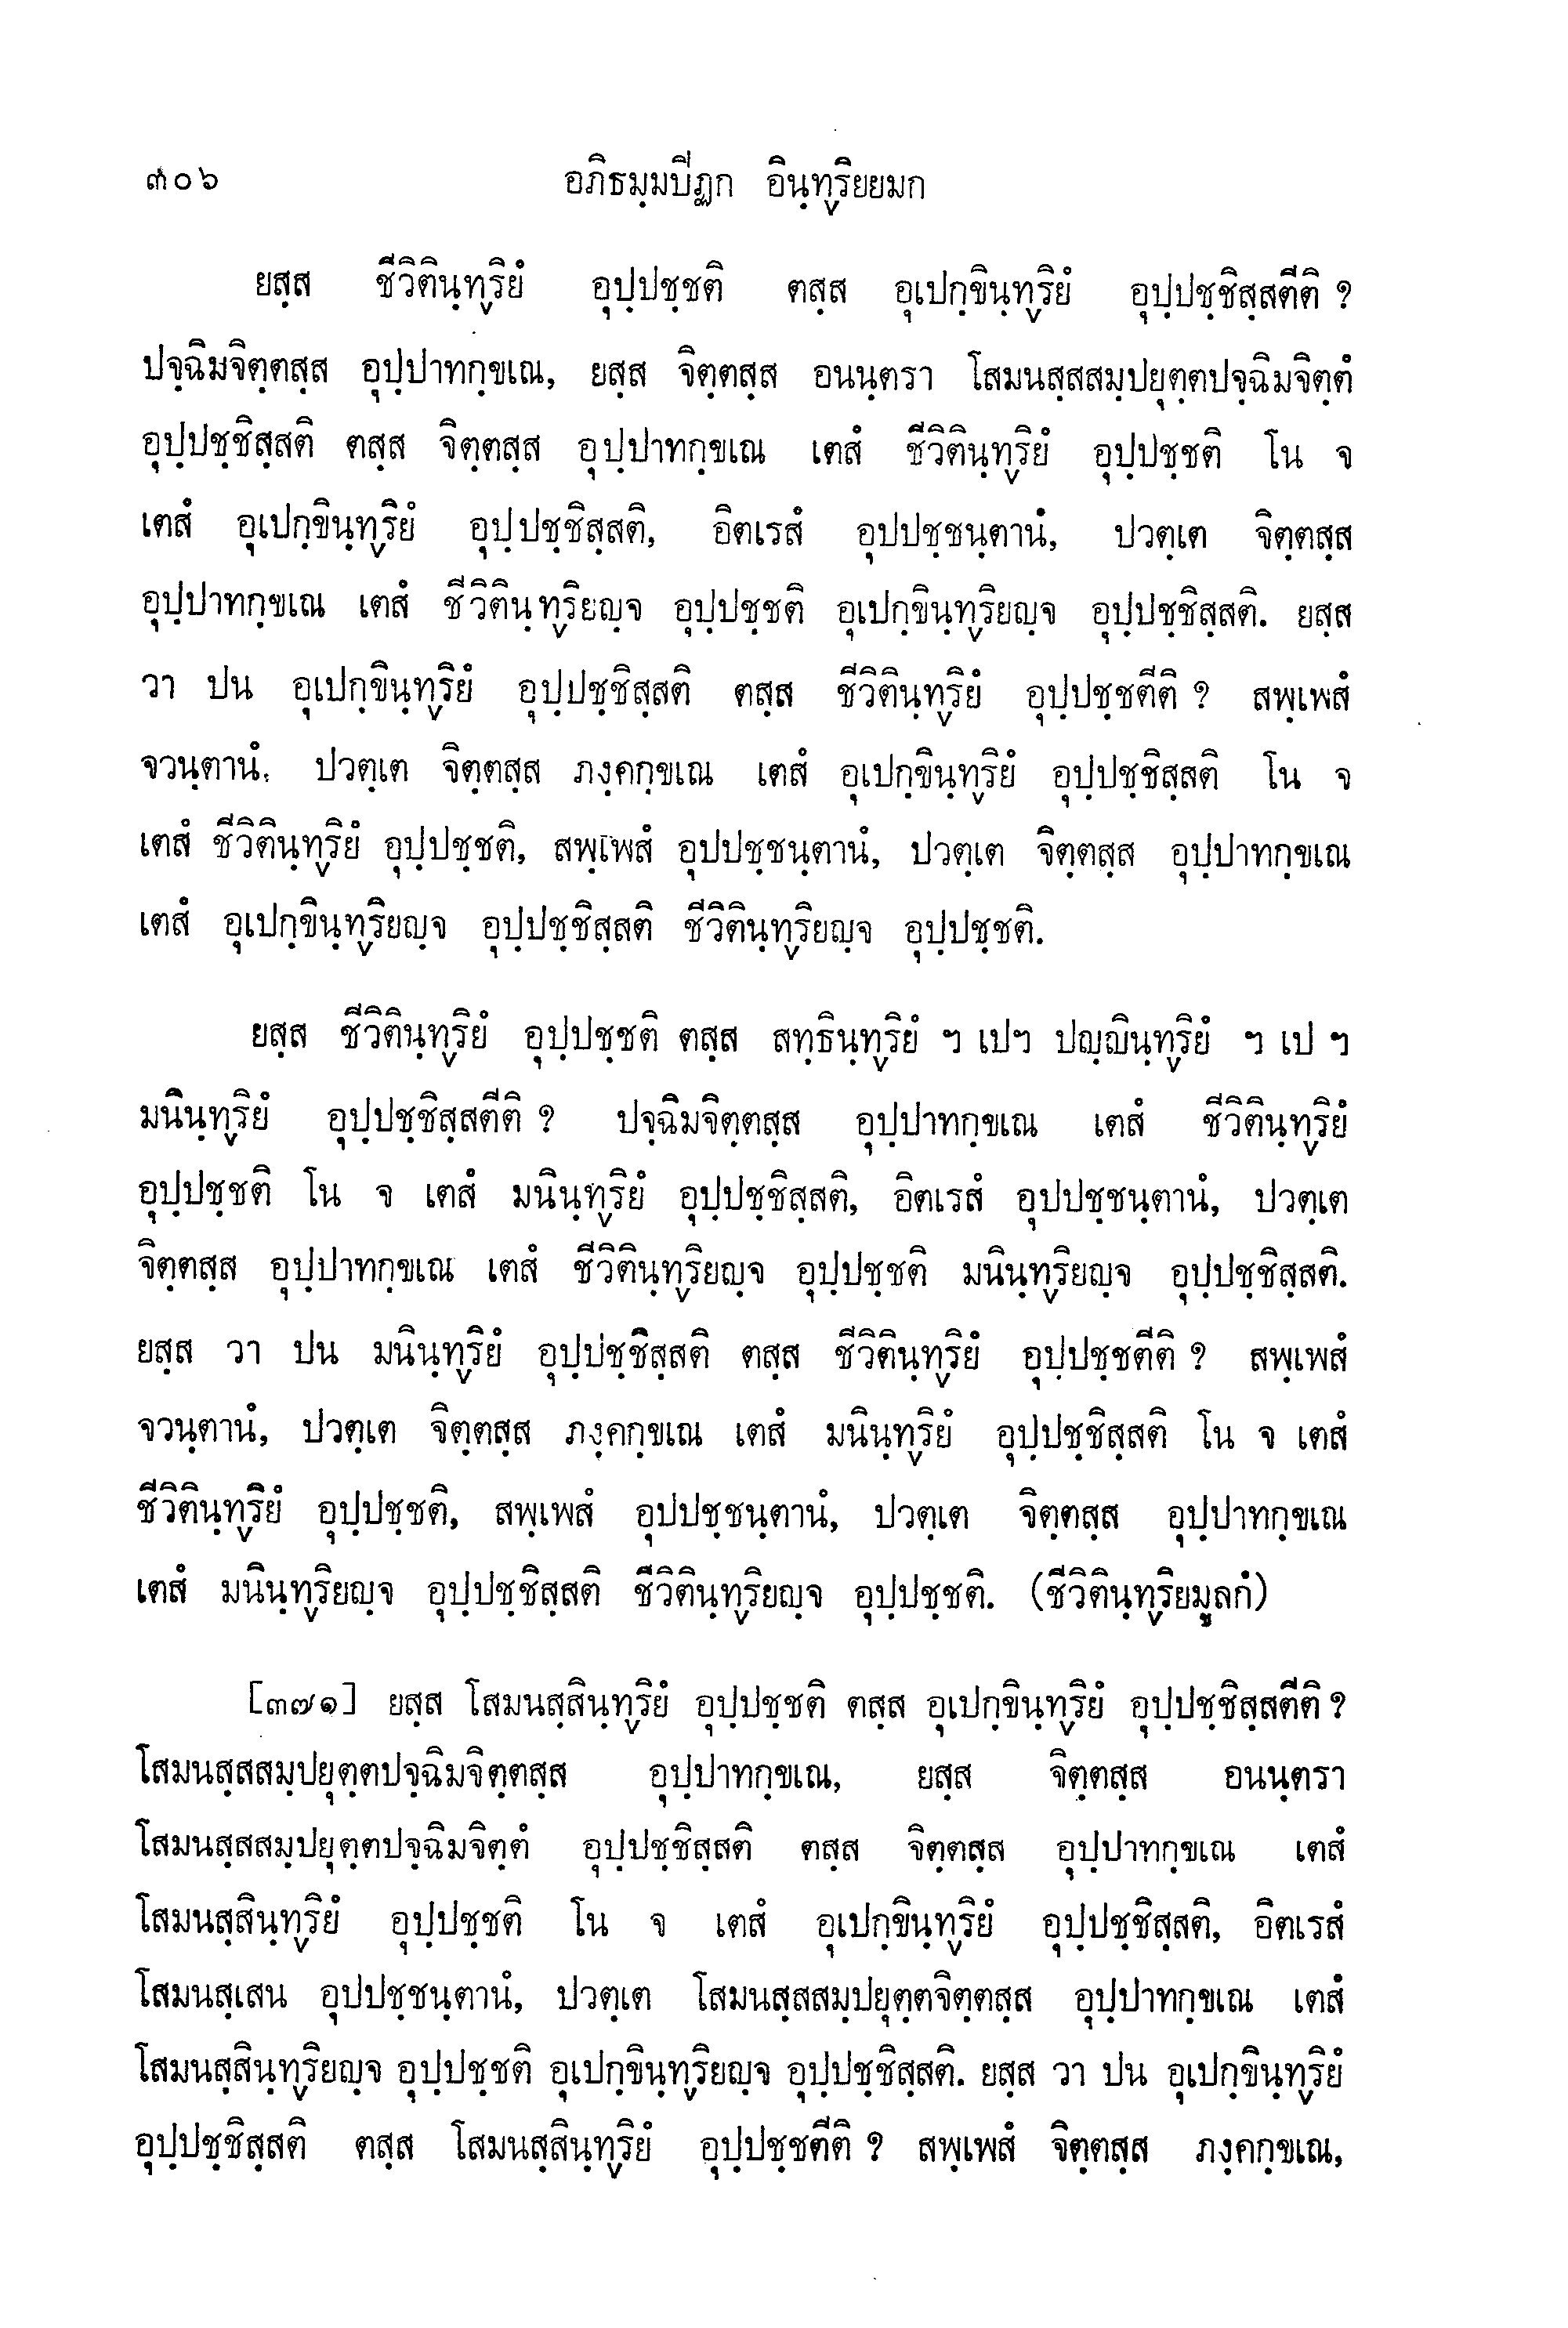 ๓๐๖ อภิธมฺมปิฏก อินฺทฺริยยมก
ยสฺส ชีวิตินฺทฺริยํ อุปฺปชฺชติ ตสฺส อุเปกฺขินฺทฺริยํ อุปฺปชฺชิสฺสตีติ ?
ปจฺฉิมจิตฺตสฺส อุปฺปาทกฺขเณ, ยสฺส จิตฺตสฺส อนนฺตรา โสมนสฺสสมฺปยุตฺตปจฺฉิมจิตฺตํ
อุปฺปชฺชิสฺสติ ตสฺส จิตฺตสฺส อุปฺปาทกฺขเณ เตสํ ชีวิตินฺทฺริยํ อุปฺปชฺชติ โน จ
เตสํ อุเปกฺขินฺทฺริยํ อุปฺปชฺชิสฺสติ, อิตเรสํ อุปปชฺชนฺตานํ, ปวตฺเต จิตฺตสฺส
อุปฺปาทกฺขเณ เตสํ ชีวิตินฺทฺริยญฺจ อุปฺปชฺชติ อุเปกฺขินฺทฺริยญฺจ อุปฺปชฺชิสฺสติ. ยสฺส
วา ปน อุเปกฺขินฺทฺริยํ อุปฺปชฺชิสฺสติ ตสฺส ชีวิตินฺทฺริยํ อุปฺปชฺชตีติ ? สพฺเพสํ
จวนฺตานํ, ปวตฺเต จิตฺตสฺส ภงฺคกฺขเณ เตสํ อุเปกฺขินฺทฺริยํ อุปฺปชฺชิสฺสติ โน จ
เตสํ ชีวิตินฺทฺริยํ อุปฺปชฺชติ, สพฺเพสํ อุปปชฺชนฺตานํ, ปวตฺเต จิตฺตสฺส อุปฺปาทกฺขเณ
เตสํ อุเปกฺขินฺทฺริยญฺจ อุปฺปชฺชิสฺสติ ชีวิตินฺทฺริยญฺจ อุปฺปชฺชติ.
ยสฺส ชีวิตินฺทฺริยํ อุปฺปชฺชติ ตสฺส สทฺธินฺทฺริยํ ฯ เปฯ ปญฺญินฺทฺริยํ ฯ เป ฯ
มนินฺทฺริยํ อุปฺปชฺชิสฺสตีติ ? ปจฺฉิมจิตฺตสฺส อุปฺปาทกฺขเณ เตสํ ชีวิตินฺทฺริยํ
อุปฺปชฺชติ โน จ เตสํ มนินฺทฺริยํ อุปฺปชฺชิสฺสติ, อิตเรสํ อุปปชฺชนฺตานํ, ปวตฺเต
จิตฺตสฺส อุปฺปาทกฺขเณ เตสํ ชีวิตินฺทฺริยญฺจ อุปฺปชฺชติ มนินฺทฺริยญฺจ อุปฺปชฺชิสฺสติ.
ยสฺส วา ปน มนินฺทฺริยํ อุปฺปชฺชิสฺสติ ตสฺส ชีวิตินฺทฺริยํ อุปฺปชฺชตีติ ? สพฺเพสํ
จวนฺตานํ, ปวตฺเต จิตฺตสฺส ภงฺคกฺขเณ เตสํ มนินฺทฺริยํ อุปฺปชฺชิสฺสติ โน จ เตสํ
ชีวิตินฺทฺริยํ อุปฺปชฺชติ, สพฺเพสํ อุปปชฺชนฺตานํ, ปวตฺเต จิตฺตสฺส อุปฺปาทกฺขเณ
เตสํ มนินฺทฺริยญฺจ อุปฺปชฺชิสฺสติ ชีวิตินฺทฺริยญฺจ อุปฺปชฺชติ. (ชีวิตินฺทฺริยมูลกํ)
[๓๗๑] ยสฺส โสมนสฺสินฺทฺริยํ อุปฺปชฺชติ ตสฺส อุเปกฺขินฺทฺริยํ อุปฺปชฺชิสฺสตีติ ?
โสมนสฺสสมฺปยุตฺตปจฺฉิมจิตฺตสฺส อุปฺปาทกฺขเณ, ยสฺส จิตฺตสฺส อนนฺตรา
โสมนสฺสสมฺปยุตฺตปจฺฉิมจิตฺตํ อุปฺปชฺชิสฺสติ ตสฺส จิตฺตสฺส อุปฺปาทกฺขเณ เตสํ
โสมนสฺสินฺทฺริยํ อุปฺปชฺชติ โน จ เตสํ อุเปกฺขินฺทฺริยํ อุปฺปชฺชิสฺสติ, อิตเรสํ
โสมนสฺเสน อุปปชฺชนฺตานํ, ปวตฺเต โสมนสฺสสมฺปยุตฺตจิตฺตสฺส อุปฺปาทกฺขเณ เตสํ
โสมนสฺสินฺทฺริยญฺจ อุปฺปชฺชติ อุเปกฺขินฺทฺริยญฺจ อุปฺปชฺชิสฺสติ. ยสฺส วา ปน อุเปกฺขินฺทฺริยํ
อุปฺปชฺชิสฺสติ ตสฺส โสมนสฺสินฺทฺริยํ อุปฺปชฺชตีติ ? สพฺเพสํ จิตฺตสฺส ภงฺคกฺขเณ,